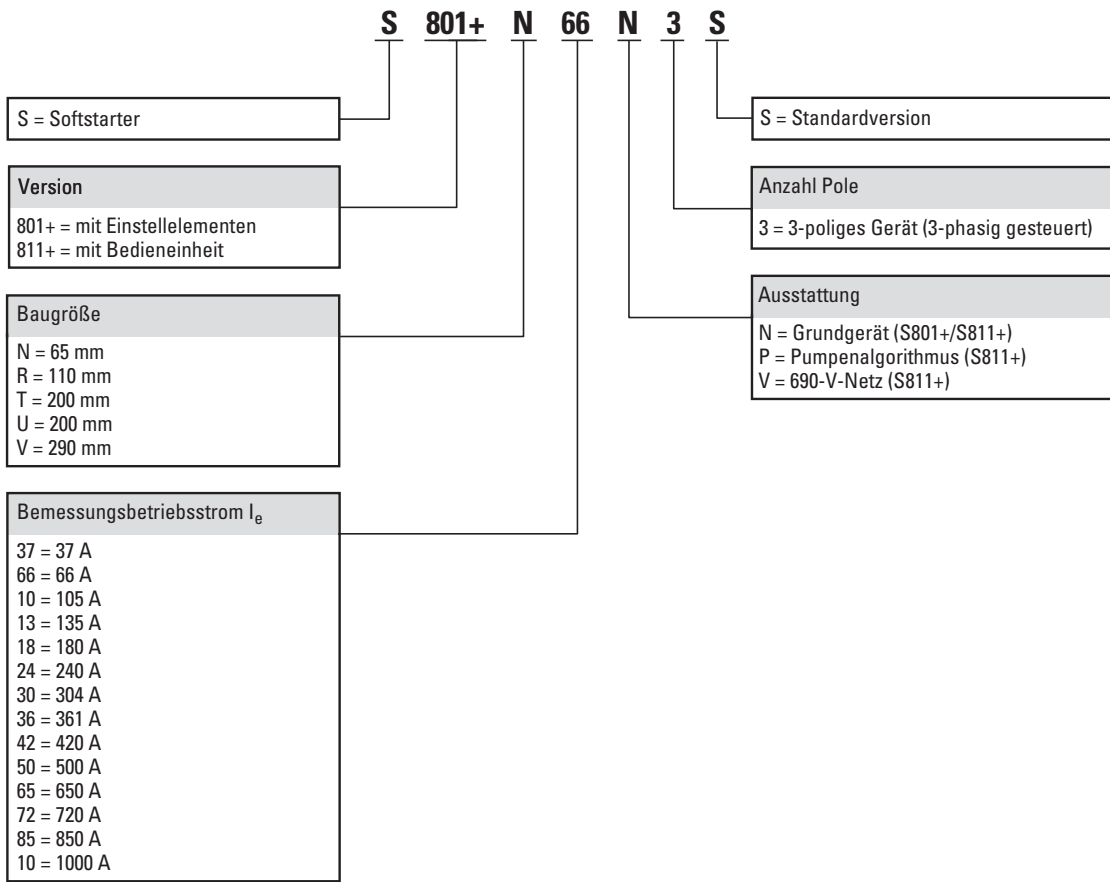 S 801+ N 66 N 3 S
S = Softstarter
Version
801+ = mit Einstellelementen
811+ = mit Bedieneinheit
Baugröße
N = 65 mm
R = 110 mm
T = 200 mm
U = 200 mm
V = 290 mm
Bemessungsbetriebsstrom Ie
37 = 37 A
66 = 66 A
10 = 105 A
13 = 135 A
18 = 180 A
24 = 240 A
30 = 304 A
36 = 361 A
42 = 420 A
50 = 500 A
65 = 650 A
72 = 720 A
85 = 850 A
10 = 1000 A
S = Standardversion
Anzahl Pole
3 = 3-poliges Gerät (3-phasig gesteuert)
Ausstattung
N = Grundgerät (S801+/S811+)
P = Pumpenalgorithmus (S811+)
V = 690-V-Netz (S811+)